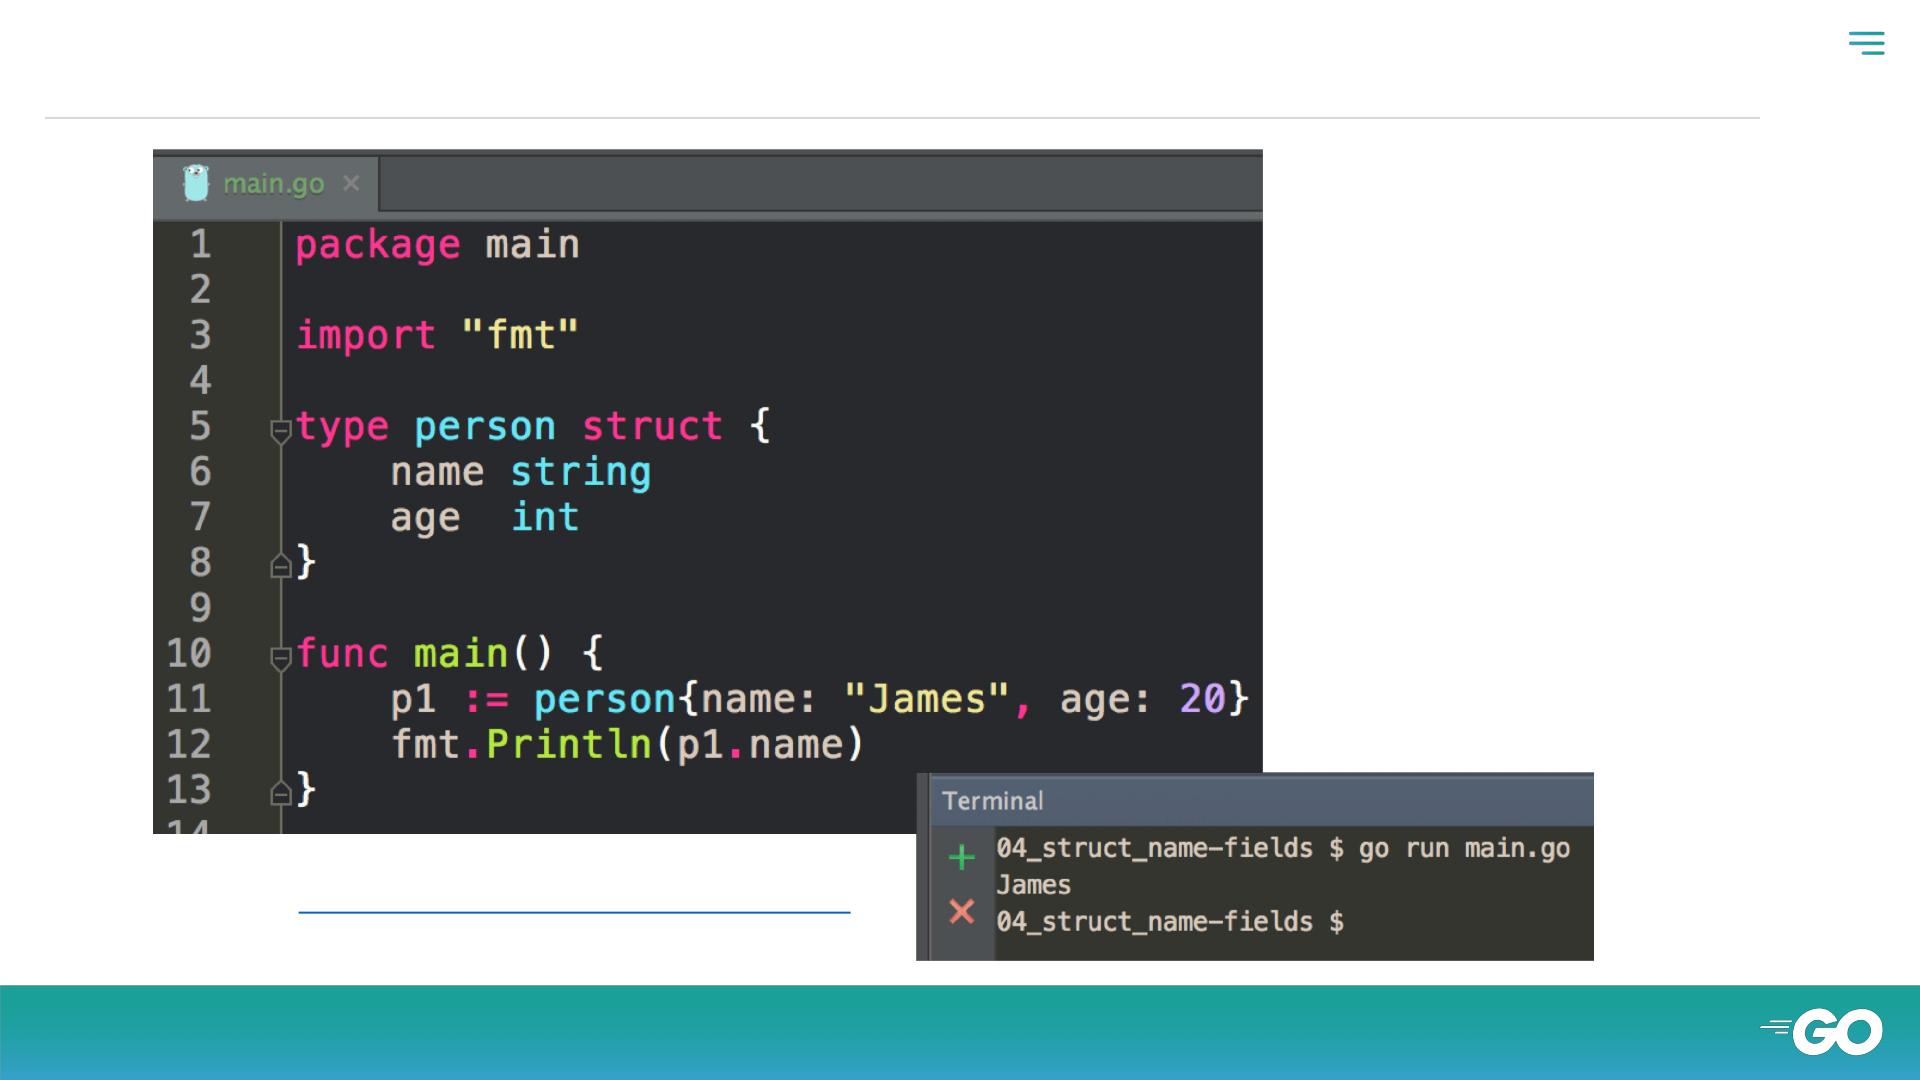 main.go ×
1 package main
2
3 import "fmt"
4
5 type person struct {
6 name string
7 age  int
8 }
9
10 func main() {
11 p1 := person{name: "James", age: 20}
12 fmt.Println(p1.name)
13 }
14
Terminal
04_struct_name-fields $ go run main.go
James
04_struct_name-fields $
GO